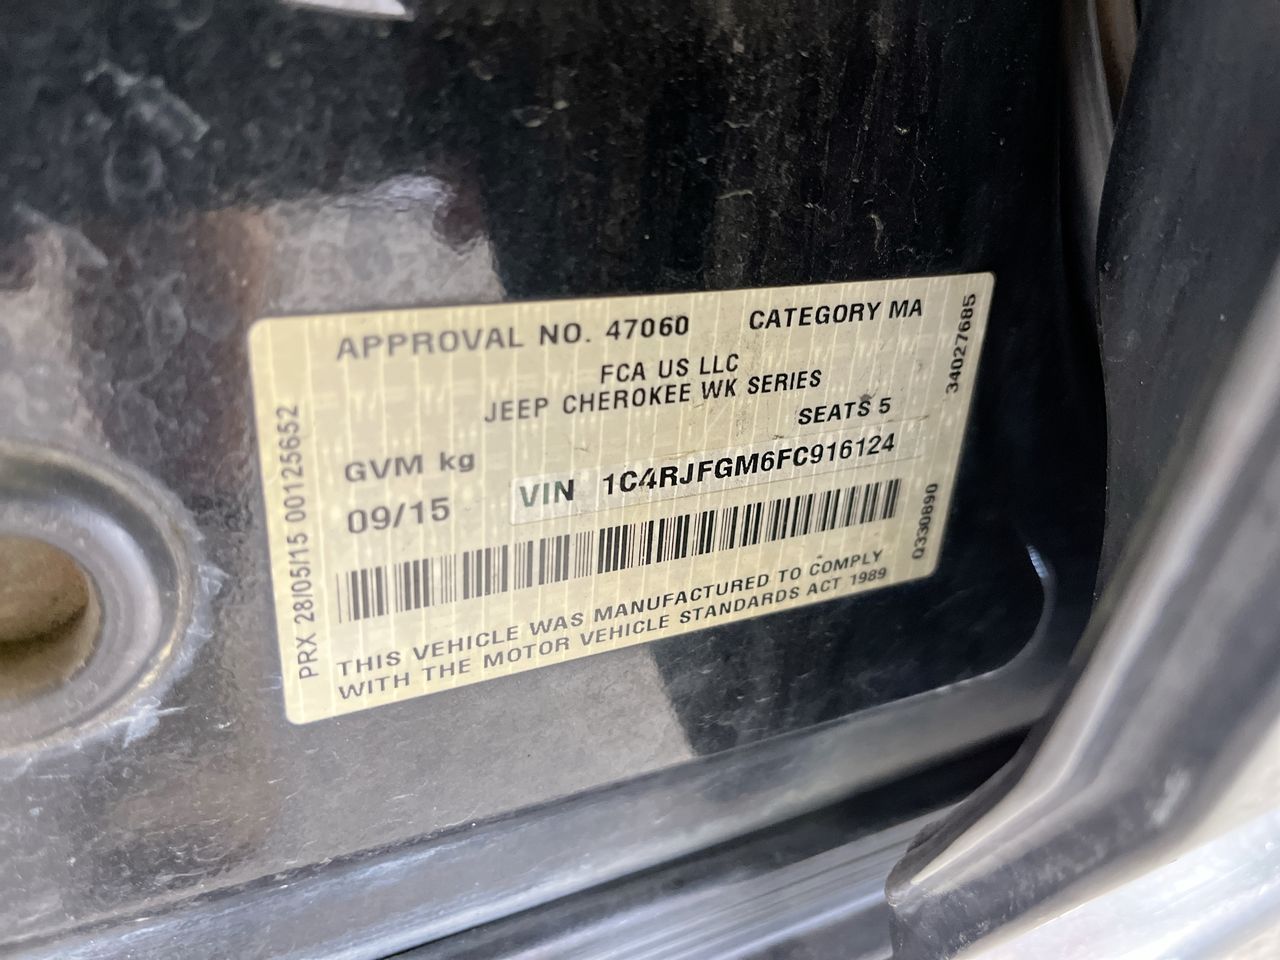 APPROVAL NO. 47060 CATEGORY MA
FCA US LLC
JEEP CHEROKEE WK SERIES
SEATS 5
GVM kg
VIN 1C4RJFGM6FC916124
09/15
THIS VEHICLE WAS MANUFACTURED TO COMPLY
WITH THE MOTOR VEHICLE STANDARDS ACT 1989
PRX 28/05/15 00125652
34027685
Q330890